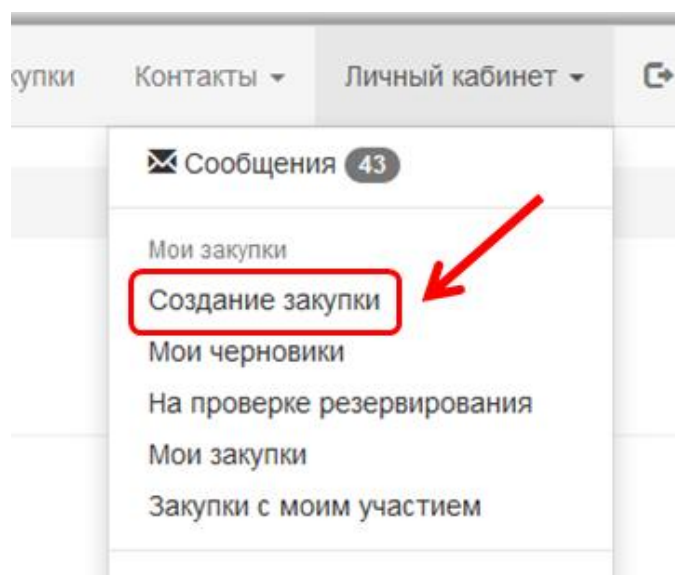 Контакты Личный кабинет
Сообщения 43
Мои закупки
Создание закупки
Мои черновики
На проверке резервирования
Мои закупки
Закупки с моим участием